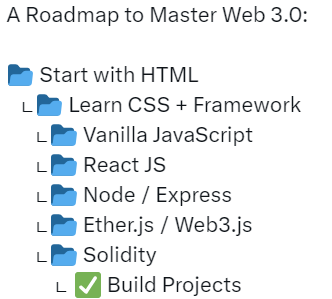 A Roadmap to Master Web 3.0:
📂 Start with HTML
∟📂 Learn CSS + Framework
∟📂 Vanilla JavaScript
∟📂 React JS
∟📂 Node / Express
∟📂 Ether.js / Web3.js
∟📂 Solidity
∟ ✅ Build Projects